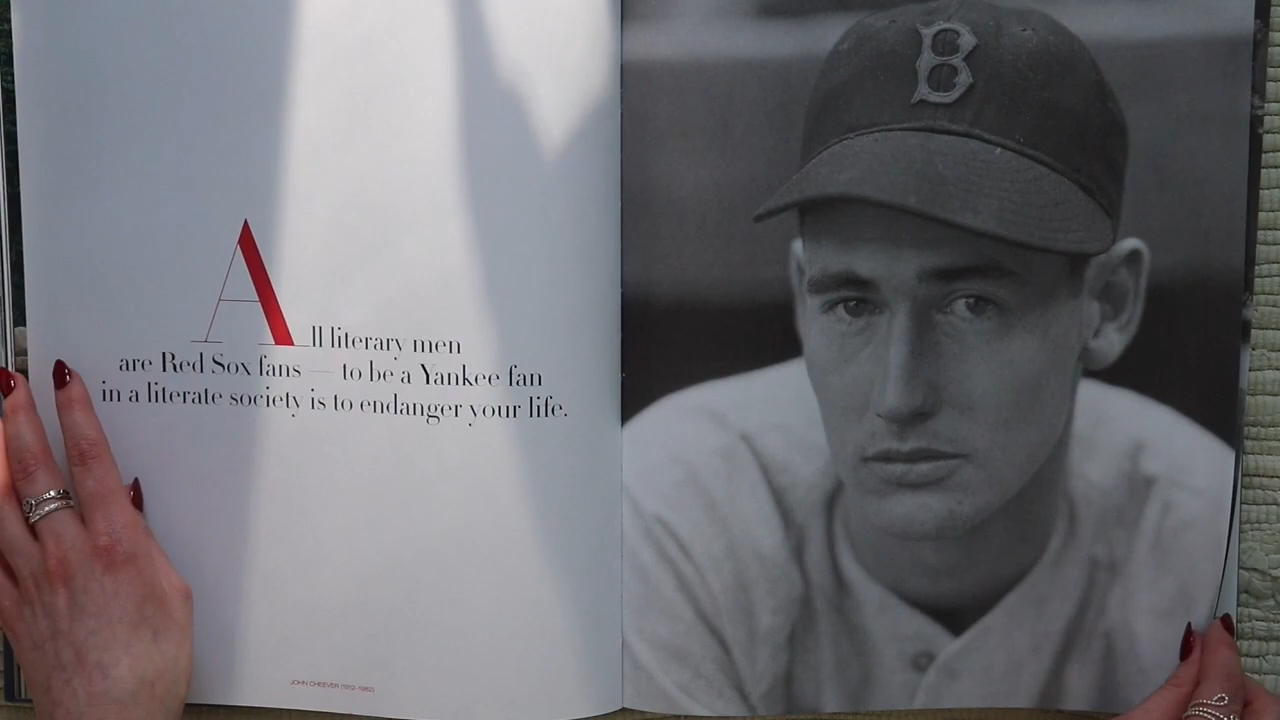 All literary men
are Red Sox fans — to be a Yankee fan
in a literate society is to endanger your life.
JOHN CHEEVER (1912-1982)
B